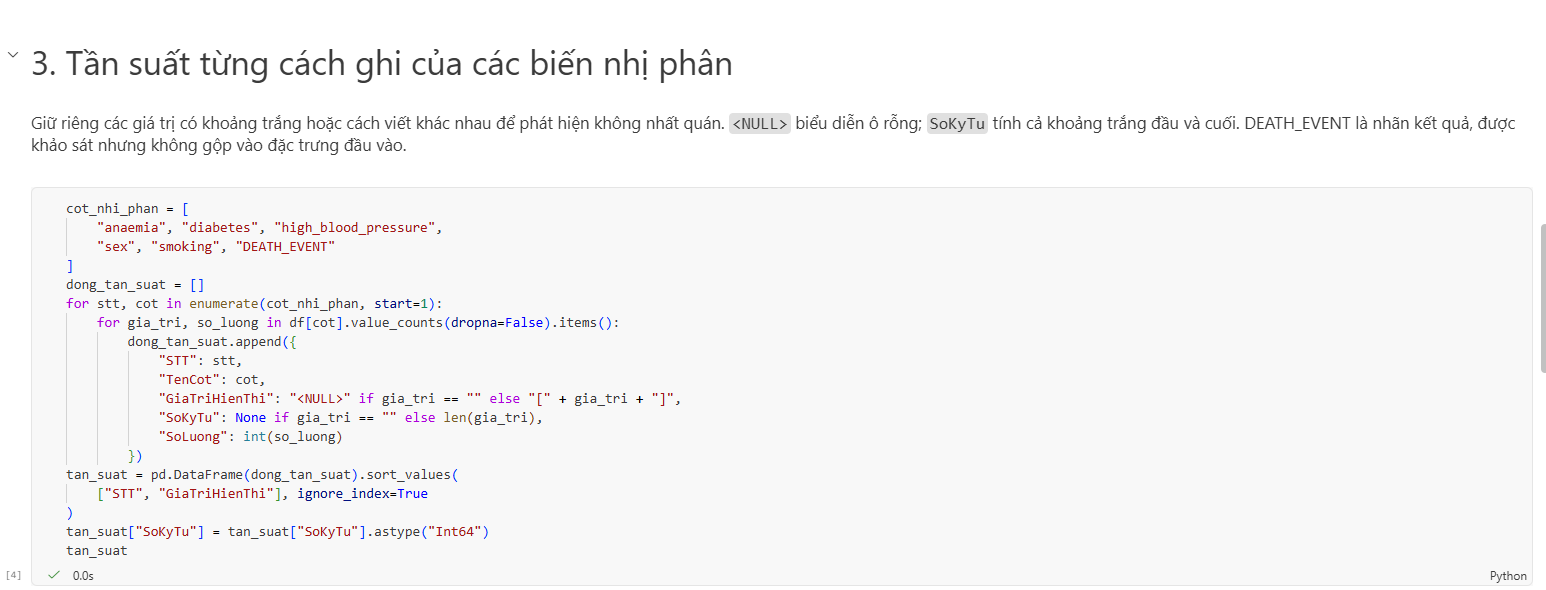 3. Tần suất từng cách ghi của các biến nhị phân
Giữ riêng các giá trị có khoảng trắng hoặc cách viết khác nhau để phát hiện không nhất quán. <NULL> biểu diễn ô rỗng; SoKyTu tính cả khoảng trắng đầu và cuối. DEATH_EVENT là nhãn kết quả, được
khảo sát nhưng không gộp vào đặc trưng đầu vào.
cot_nhi_phan = [
    "anaemia", "diabetes", "high_blood_pressure",
    "sex", "smoking", "DEATH_EVENT"
]
dong_tan_suat = []
for stt, cot in enumerate(cot_nhi_phan, start=1):
    for gia_tri, so_luong in df[cot].value_counts(dropna=False).items():
        dong_tan_suat.append({
            "STT": stt,
            "TenCot": cot,
            "GiaTriHienThi": "<NULL>" if gia_tri == "" else "[" + gia_tri + "]",
            "SoKyTu": None if gia_tri == "" else len(gia_tri),
            "SoLuong": int(so_luong)
        })
tan_suat = pd.DataFrame(dong_tan_suat).sort_values(
    ["STT", "GiaTriHienThi"], ignore_index=True
)
tan_suat["SoKyTu"] = tan_suat["SoKyTu"].astype("Int64")
tan_suat
[4] 0.0s Python